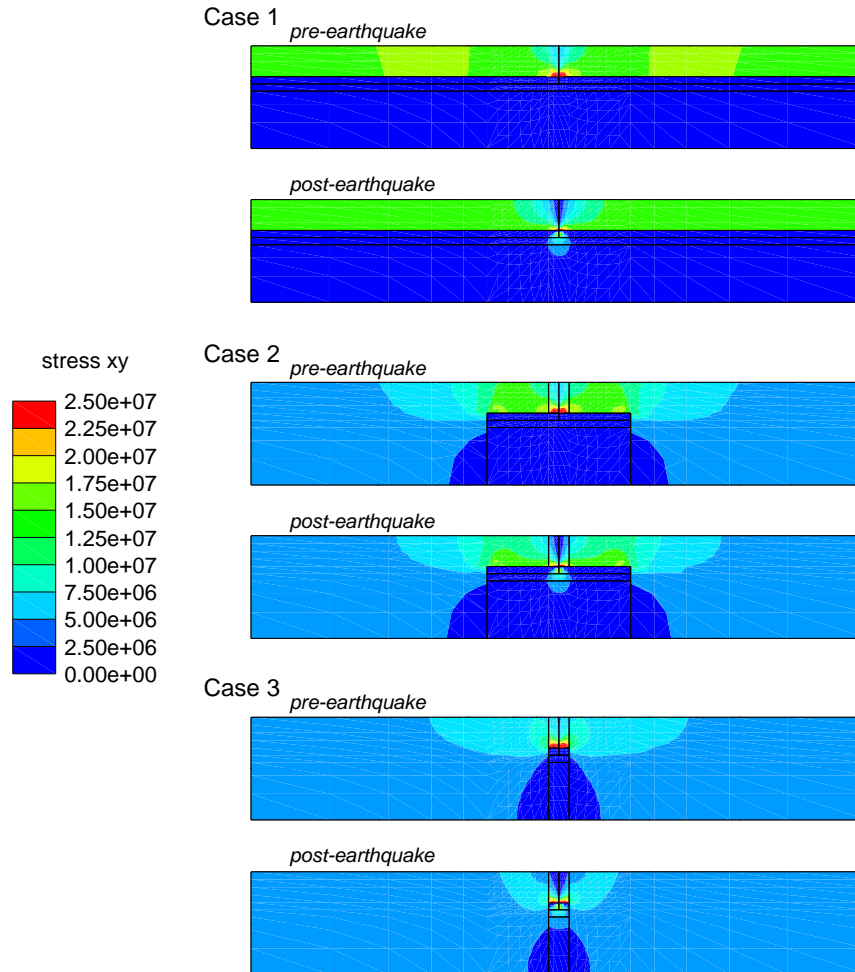 Case 1
pre-earthquake
post-earthquake
Case 2
pre-earthquake
post-earthquake
Case 3
pre-earthquake
post-earthquake
stress xy
2.50e+07
2.25e+07
2.00e+07
1.75e+07
1.50e+07
1.25e+07
1.00e+07
7.50e+06
5.00e+06
2.50e+06
0.00e+00